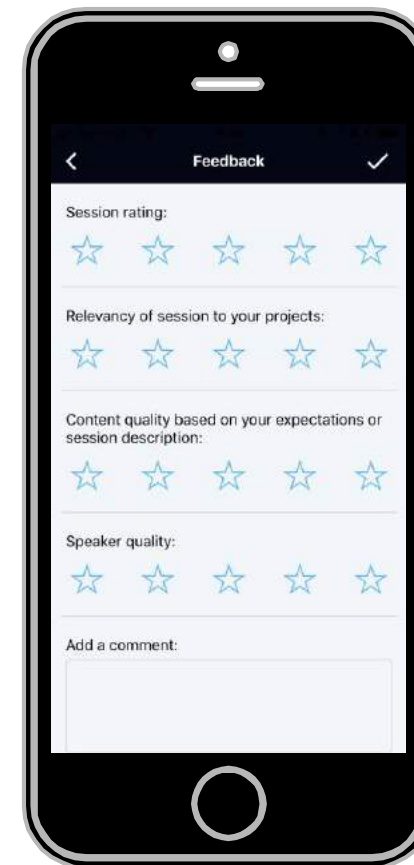 Feedback
Session rating:
Relevancy of session to your projects:
Content quality based on your expectations or
session description:
Speaker quality:
Add a comment: